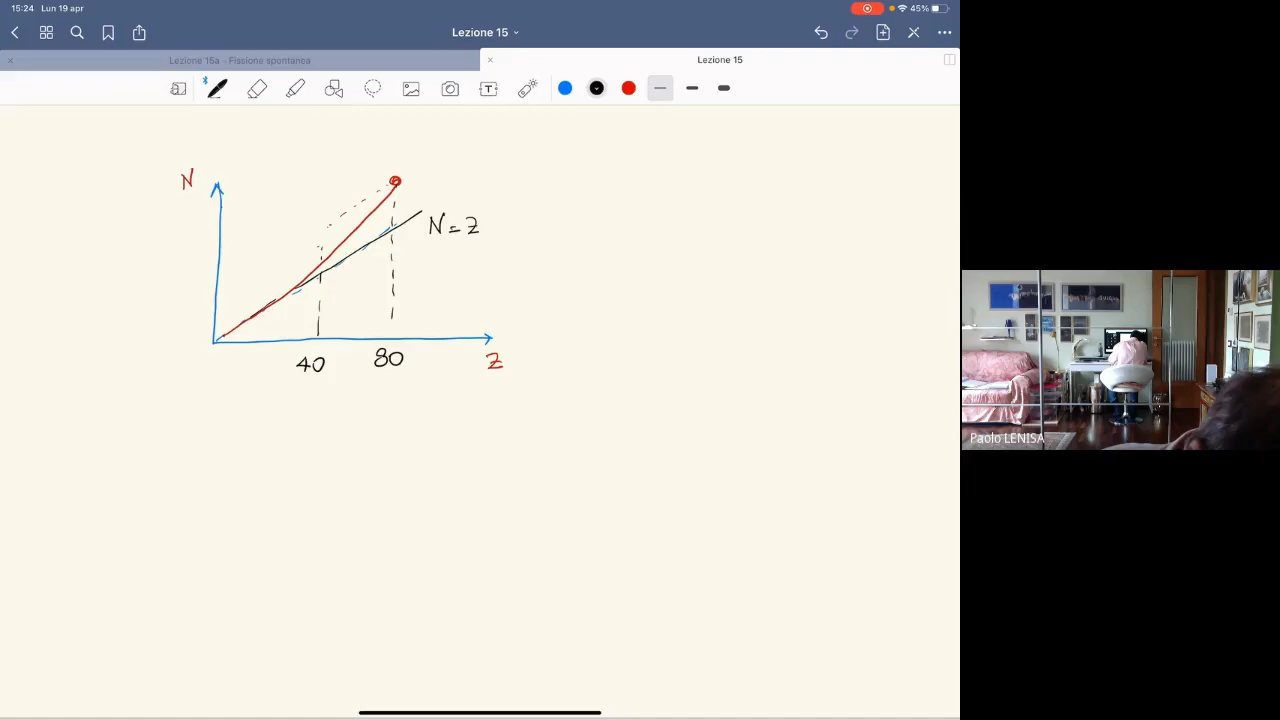 15:24 Lun 19 apr
45%
Lezione 15
Lezione 15a - Fissione spontanea
Lezione 15
T
N
N = Z
40
80
Z
Paolo LENISA